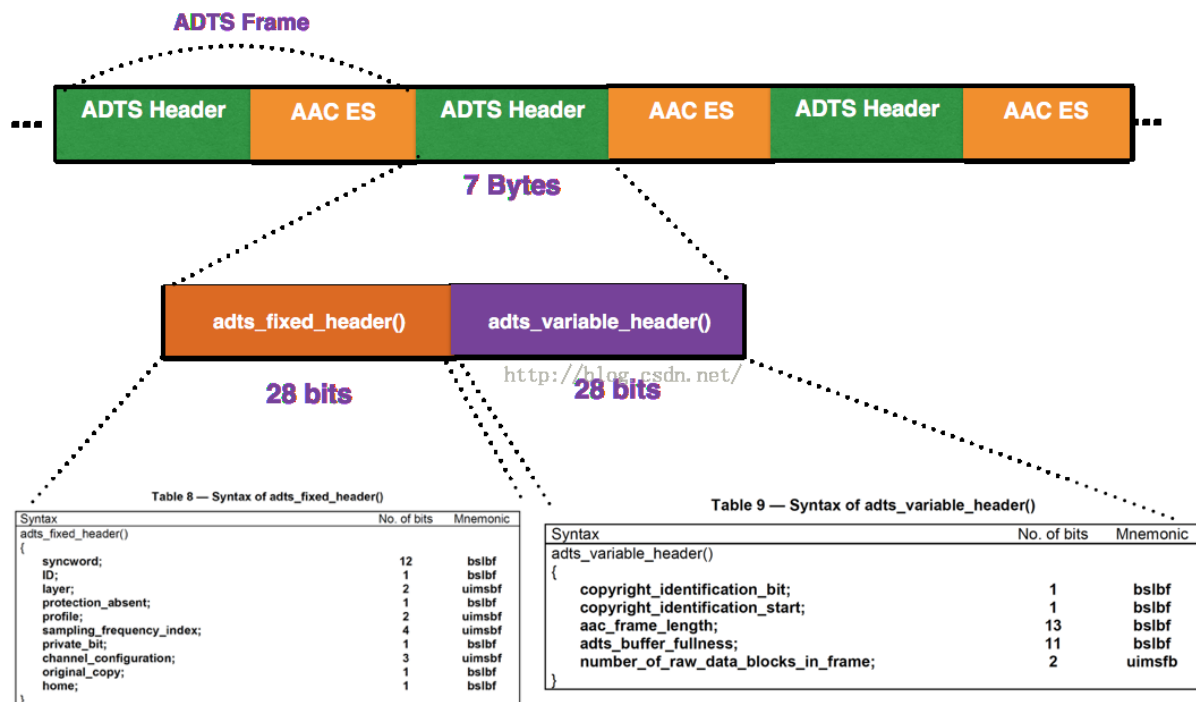 ADTS Frame
ADTS Header AAC ES ADTS Header AAC ES ADTS Header AAC ES
7 Bytes
adts_fixed_header() adts_variable_header()
http://blog.csdn.net/
28 bits 28 bits
Table 8 — Syntax of adts_fixed_header()
Syntax No. of bits Mnemonic
adts_fixed_header()
{
syncword; 12 bslbf
ID; 1 bslbf
layer; 2 uimsbf
protection_absent; 1 bslbf
profile; 2 uimsbf
sampling_frequency_index; 4 uimsbf
private_bit; 1 bslbf
channel_configuration; 3 uimsbf
original_copy; 1 bslbf
home; 1 bslbf
}
Table 9 — Syntax of adts_variable_header()
Syntax No. of bits Mnemonic
adts_variable_header()
{
copyright_identification_bit; 1 bslbf
copyright_identification_start; 1 bslbf
aac_frame_length; 13 bslbf
adts_buffer_fullness; 11 bslbf
number_of_raw_data_blocks_in_frame; 2 uimsfb
}